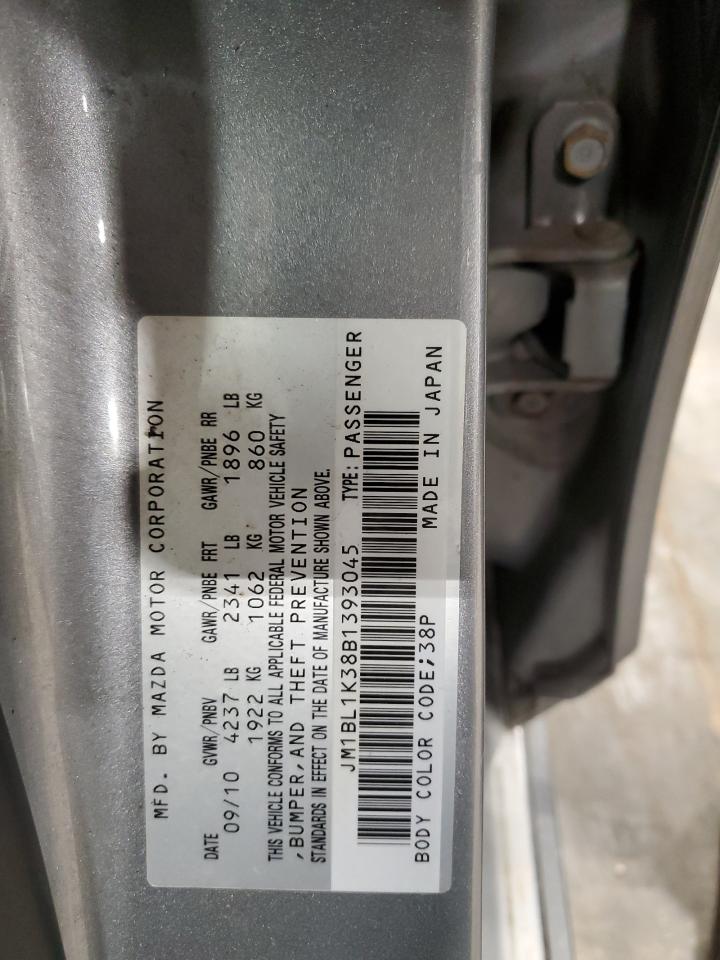 MFD. BY MAZDA MOTOR CORPORATION
DATE GVWR/PNBV GAWR/PNBE FRT GAWR/PNBE RR
09/10 4237 LB 2341 LB 1896 LB
1922 KG 1062 KG 860 KG
THIS VEHICLE CONFORMS TO ALL APPLICABLE FEDERAL MOTOR VEHICLE SAFETY
,BUMPER,AND THEFT PREVENTION
STANDARDS IN EFFECT ON THE DATE OF MANUFACTURE SHOWN ABOVE.
JM1BL1K38B1393045 TYPE:PASSENGER
BODY COLOR CODE;38P MADE IN JAPAN